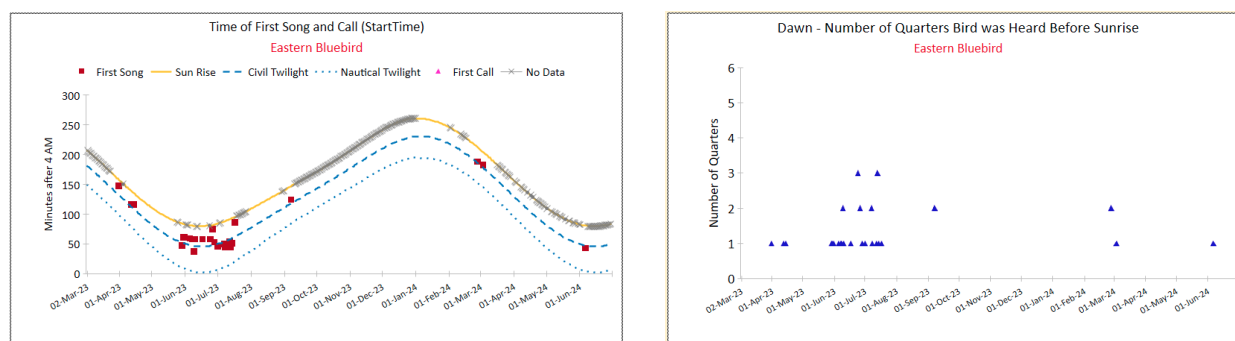 Time of First Song and Call (StartTime)
Eastern Bluebird
First Song Sun Rise Civil Twilight Nautical Twilight First Call No Data
Minutes after 4 AM
300
250
200
150
100
50
0
02-Mar-23 01-Apr-23 01-May-23 01-Jun-23 01-Jul-23 01-Aug-23 01-Sep-23 01-Oct-23 01-Nov-23 01-Dec-23 01-Jan-24 01-Feb-24 01-Mar-24 01-Apr-24 01-May-24 01-Jun-24
Dawn - Number of Quarters Bird was Heard Before Sunrise
Eastern Bluebird
Number of Quarters
6
5
4
3
2
1
0
02-Mar-23 01-Apr-23 01-May-23 01-Jun-23 01-Jul-23 01-Aug-23 01-Sep-23 01-Oct-23 01-Nov-23 01-Dec-23 01-Jan-24 01-Feb-24 01-Mar-24 01-Apr-24 01-May-24 01-Jun-24